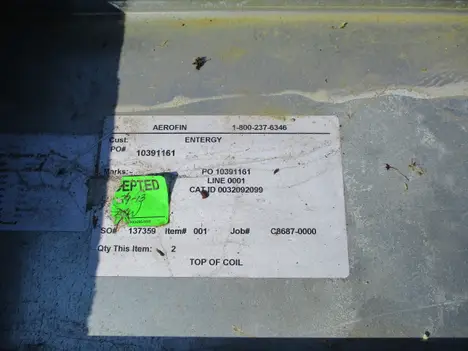 AEROFIN 1-800-237-6346
Cust: ENTERGY
PO# 10391161
Marks: PO 10391161
LINE 0001
CAT ID 0032092099
EPTED
SO# 137359 Item# 001 Job# C8687-0000
Qty This Item: 2
TOP OF COIL